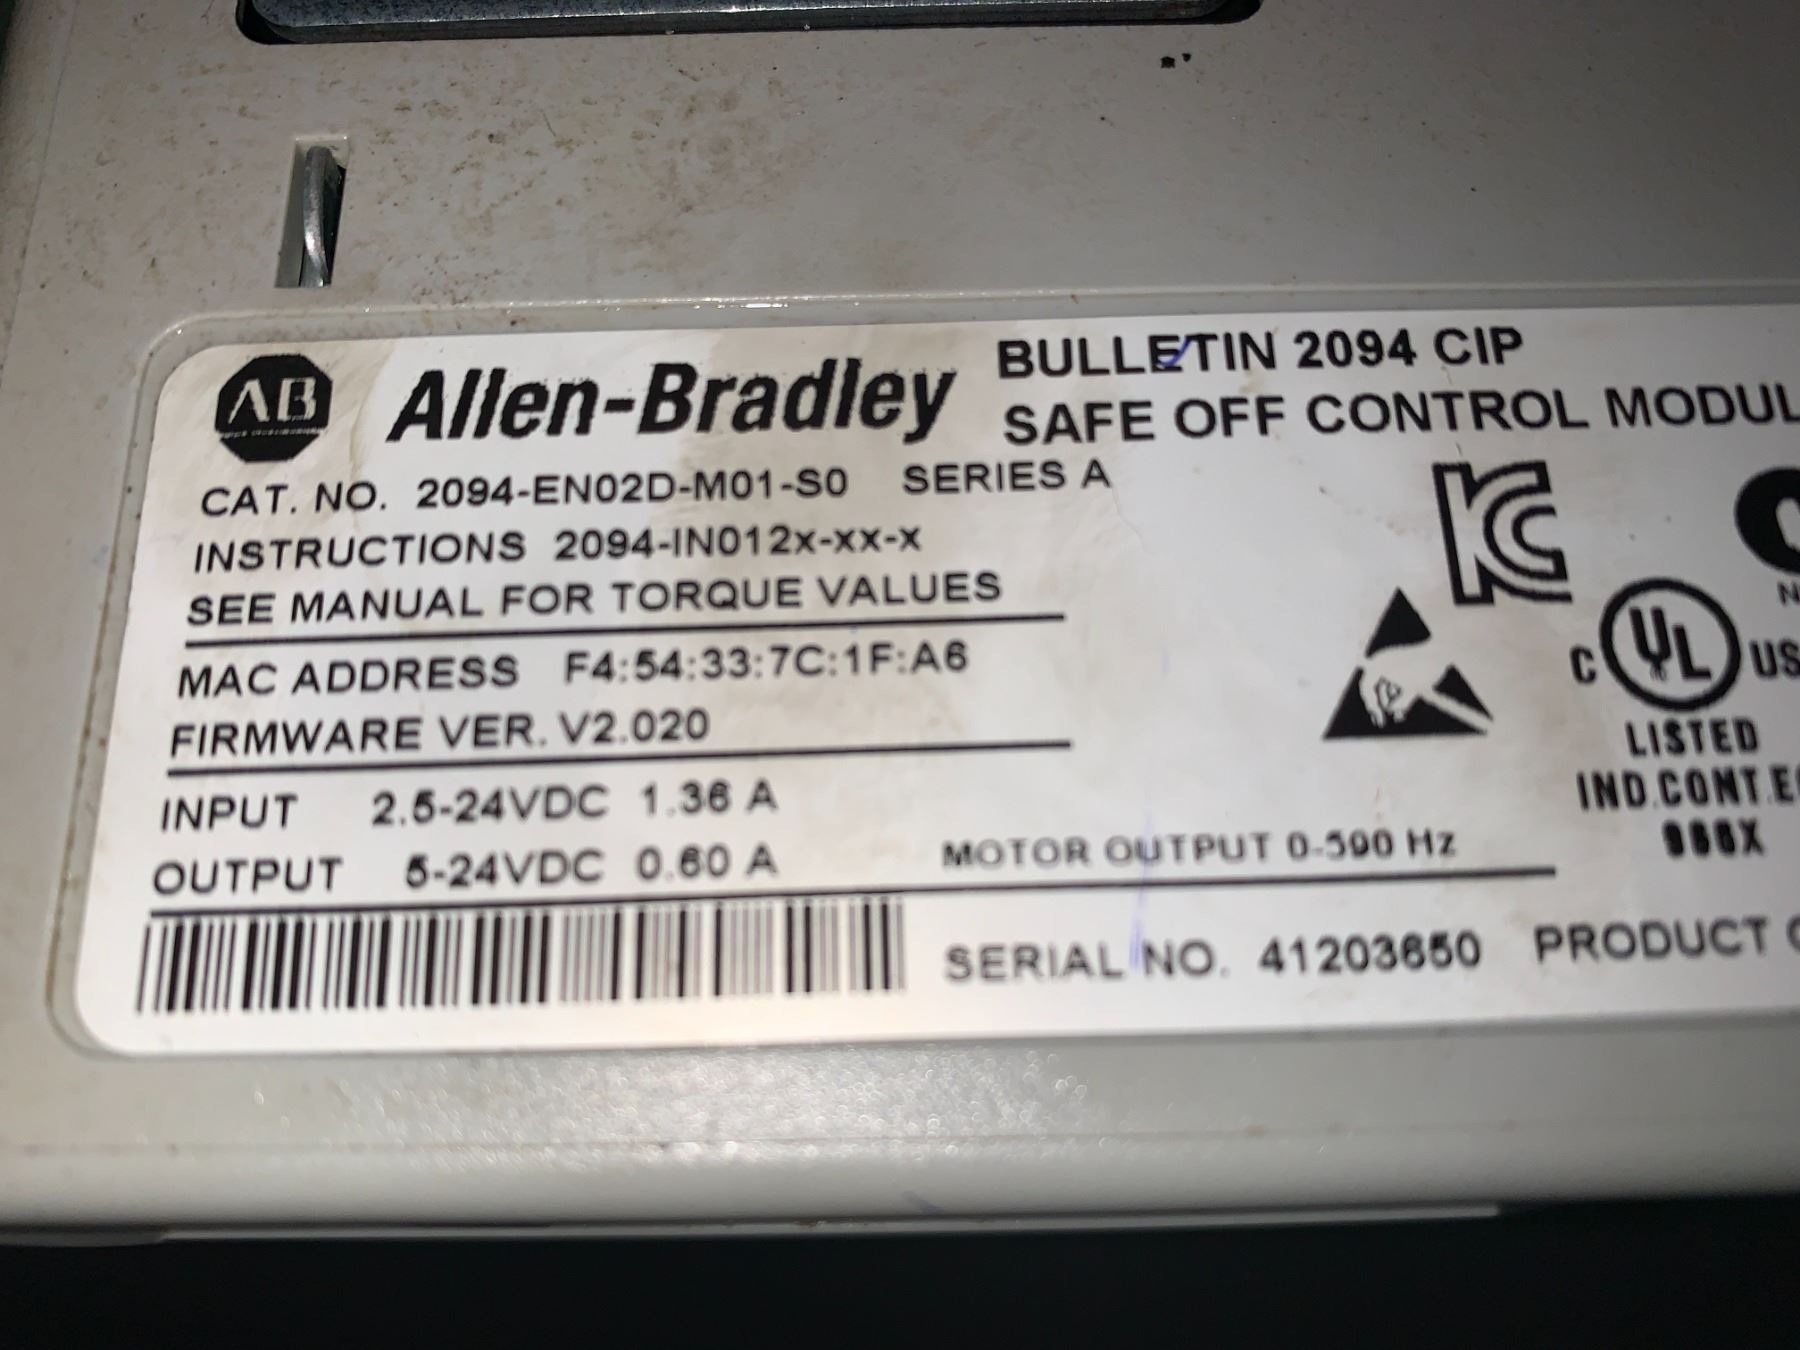 AB
Allen-Bradley
BULLETIN 2094 CIP
SAFE OFF CONTROL MODUL
CAT. NO. 2094-EN02D-M01-S0 SERIES A
INSTRUCTIONS 2094-IN012x-xx-x
SEE MANUAL FOR TORQUE VALUES
MAC ADDRESS F4:54:33:7C:1F:A6
FIRMWARE VER. V2.020
INPUT 2.5-24VDC 1.36 A
OUTPUT 5-24VDC 0.60 A
MOTOR OUTPUT 0-590 Hz
SERIAL NO. 41203650 PRODUCT
KC
N
C UL US
LISTED
IND.CONT.E
966X